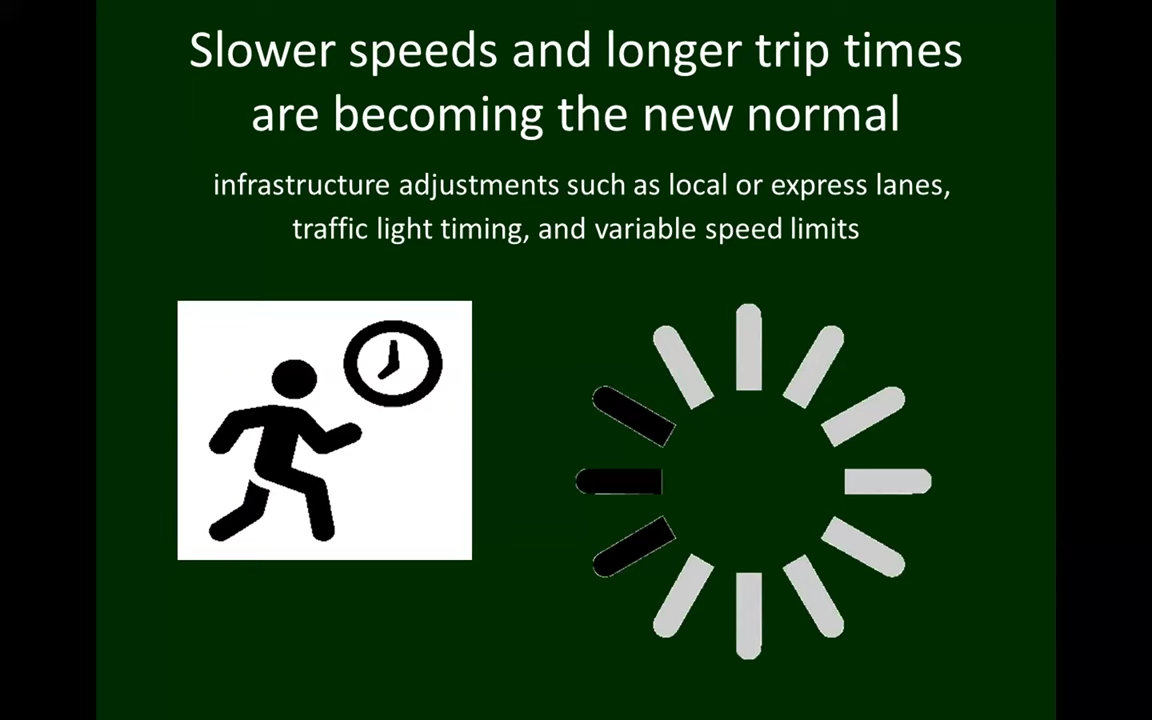 Slower speeds and longer trip times
are becoming the new normal
infrastructure adjustments such as local or express lanes,
traffic light timing, and variable speed limits